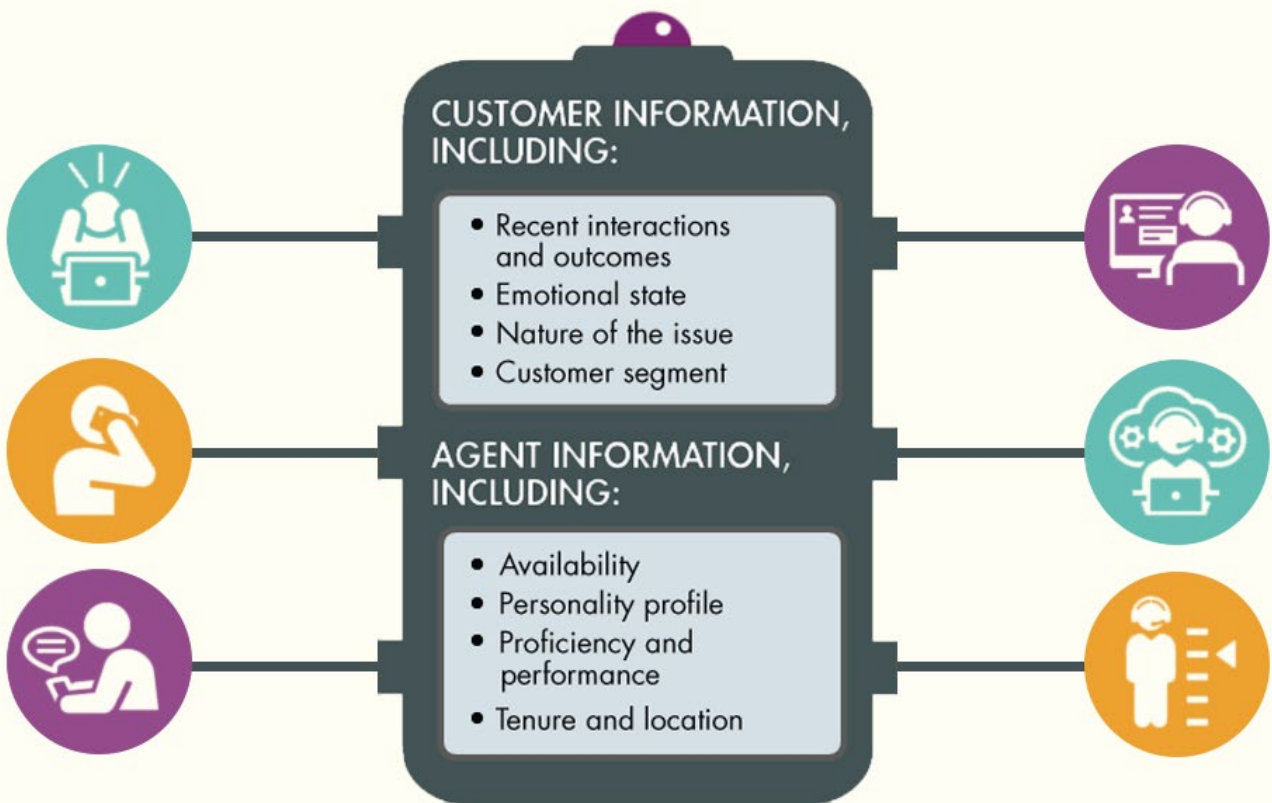 CUSTOMER INFORMATION,
INCLUDING:
• Recent interactions
and outcomes
• Emotional state
• Nature of the issue
• Customer segment
AGENT INFORMATION,
INCLUDING:
• Availability
• Personality profile
• Proficiency and
performance
• Tenure and location